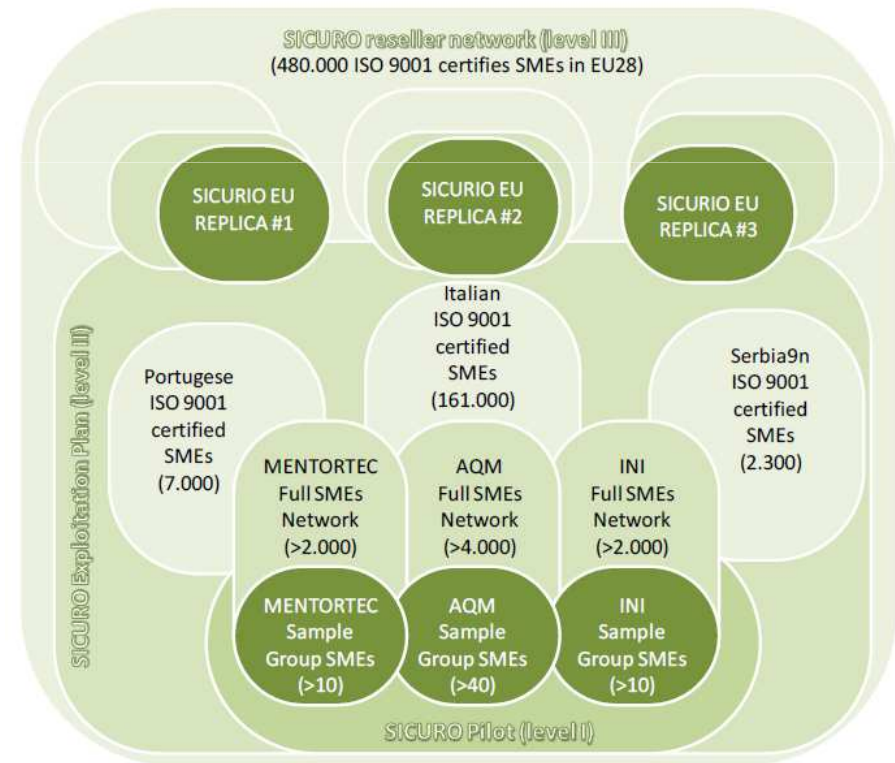 SICURO reseller network (level III)
(480.000 ISO 9001 certifies SMEs in EU28)
SICURIO EU
REPLICA #1
SICURIO EU
REPLICA #2
SICURIO EU
REPLICA #3
SICURO Exploitation Plan (level II)
Portugese
ISO 9001
certified
SMEs
(7.000)
Italian
ISO 9001
certified
SMEs
(161.000)
Serbia9n
ISO 9001
certified
SMEs
(2.300)
MENTORTEC
Full SMEs
Network
(>2.000)
AQM
Full SMEs
Network
(>4.000)
INI
Full SMEs
Network
(>2.000)
MENTORTEC
Sample
Group SMEs
(>10)
AQM
Sample
Group SMEs
(>40)
INI
Sample
Group SMEs
(>10)
SICURO Pilot (level I)